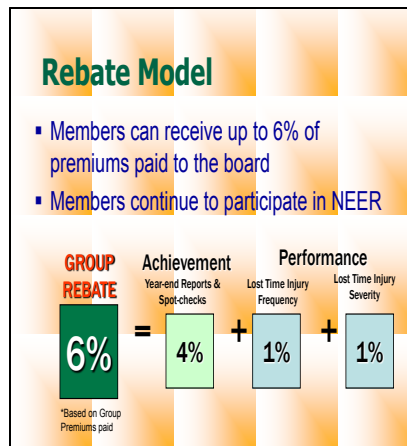 Rebate Model
▪ Members can receive up to 6% of
premiums paid to the board
▪ Members continue to participate in NEER
GROUP
REBATE
6%
*Based on Group
Premiums paid
=
Achievement
Year-end Reports &
Spot-checks
4%
+
Performance
Lost Time Injury
Frequency
1%
+
Lost Time Injury
Severity
1%